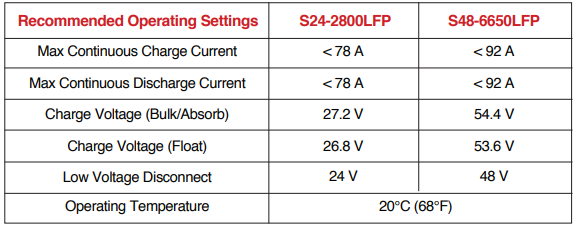 Recommended Operating Settings S24-2800LFP S48-6650LFP
Max Continuous Charge Current < 78 A < 92 A
Max Continuous Discharge Current < 78 A < 92 A
Charge Voltage (Bulk/Absorb) 27.2 V 54.4 V
Charge Voltage (Float) 26.8 V 53.6 V
Low Voltage Disconnect 24 V 48 V
Operating Temperature 20°C (68°F)